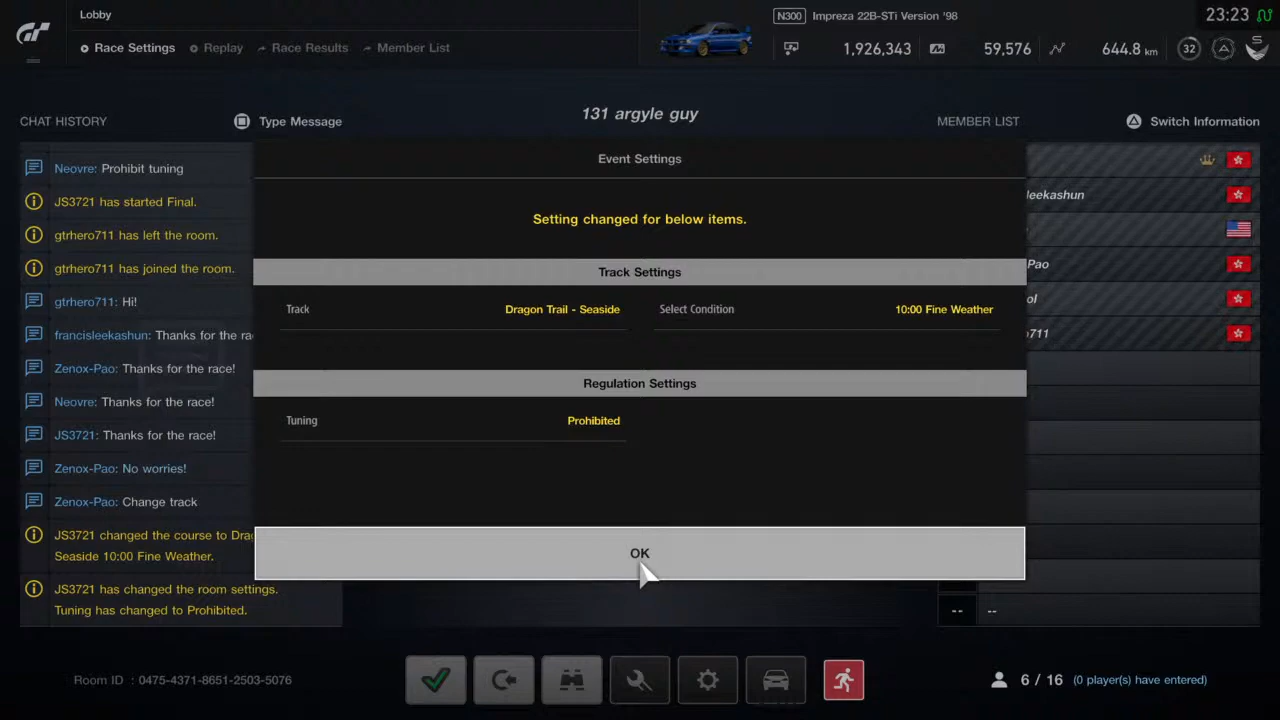 Lobby
Race Settings
Replay
Race Results
Member List
N300 Impreza 22B-STi Version '98
1,926,343
59,576
644.8 km
32
23:23
131 argyle guy
CHAT HISTORY
Type Message
MEMBER LIST
Switch Information
Neovre: Prohibit tuning
JS3721 has started Final.
gtrhero711 has left the room.
gtrhero711 has joined the room.
gtrhero711: Hi!
francisleekashun: Thanks for the ra
Zenox-Pao: Thanks for the race!
Neovre: Thanks for the race!
JS3721: Thanks for the race!
Zenox-Pao: No worries!
Zenox-Pao: Change track
JS3721 changed the course to Drag
Seaside 10:00 Fine Weather.
JS3721 has changed the room settings.
Tuning has changed to Prohibited.
Event Settings
Setting changed for below items.
Track Settings
Track Dragon Trail - Seaside
Select Condition 10:00 Fine Weather
Regulation Settings
Tuning Prohibited
OK
leekashun
Pao
ol
711
-- --
Room ID : 0475-4371-8651-2503-5076
6 / 16 (0 player(s) have entered)